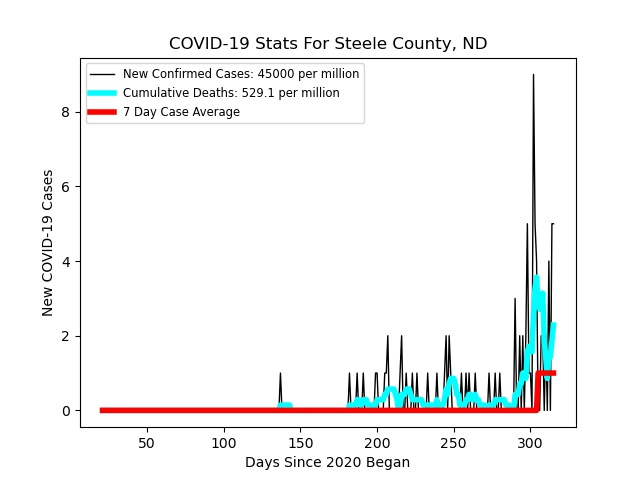 COVID-19 Stats For Steele County, ND
New Confirmed Cases: 45000 per million
Cumulative Deaths: 529.1 per million
7 Day Case Average
New COVID-19 Cases
8
6
4
2
0
50 100 150 200 250 300
Days Since 2020 Began